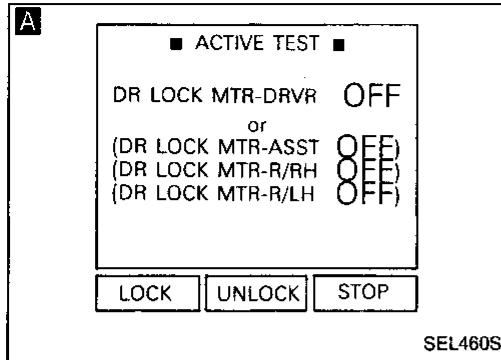 A
■ ACTIVE TEST ■
DR LOCK MTR-DRVR OFF
or
(DR LOCK MTR-ASST OFF)
(DR LOCK MTR-R/RH OFF)
(DR LOCK MTR-R/LH OFF)
LOCK UNLOCK STOP
SEL460S